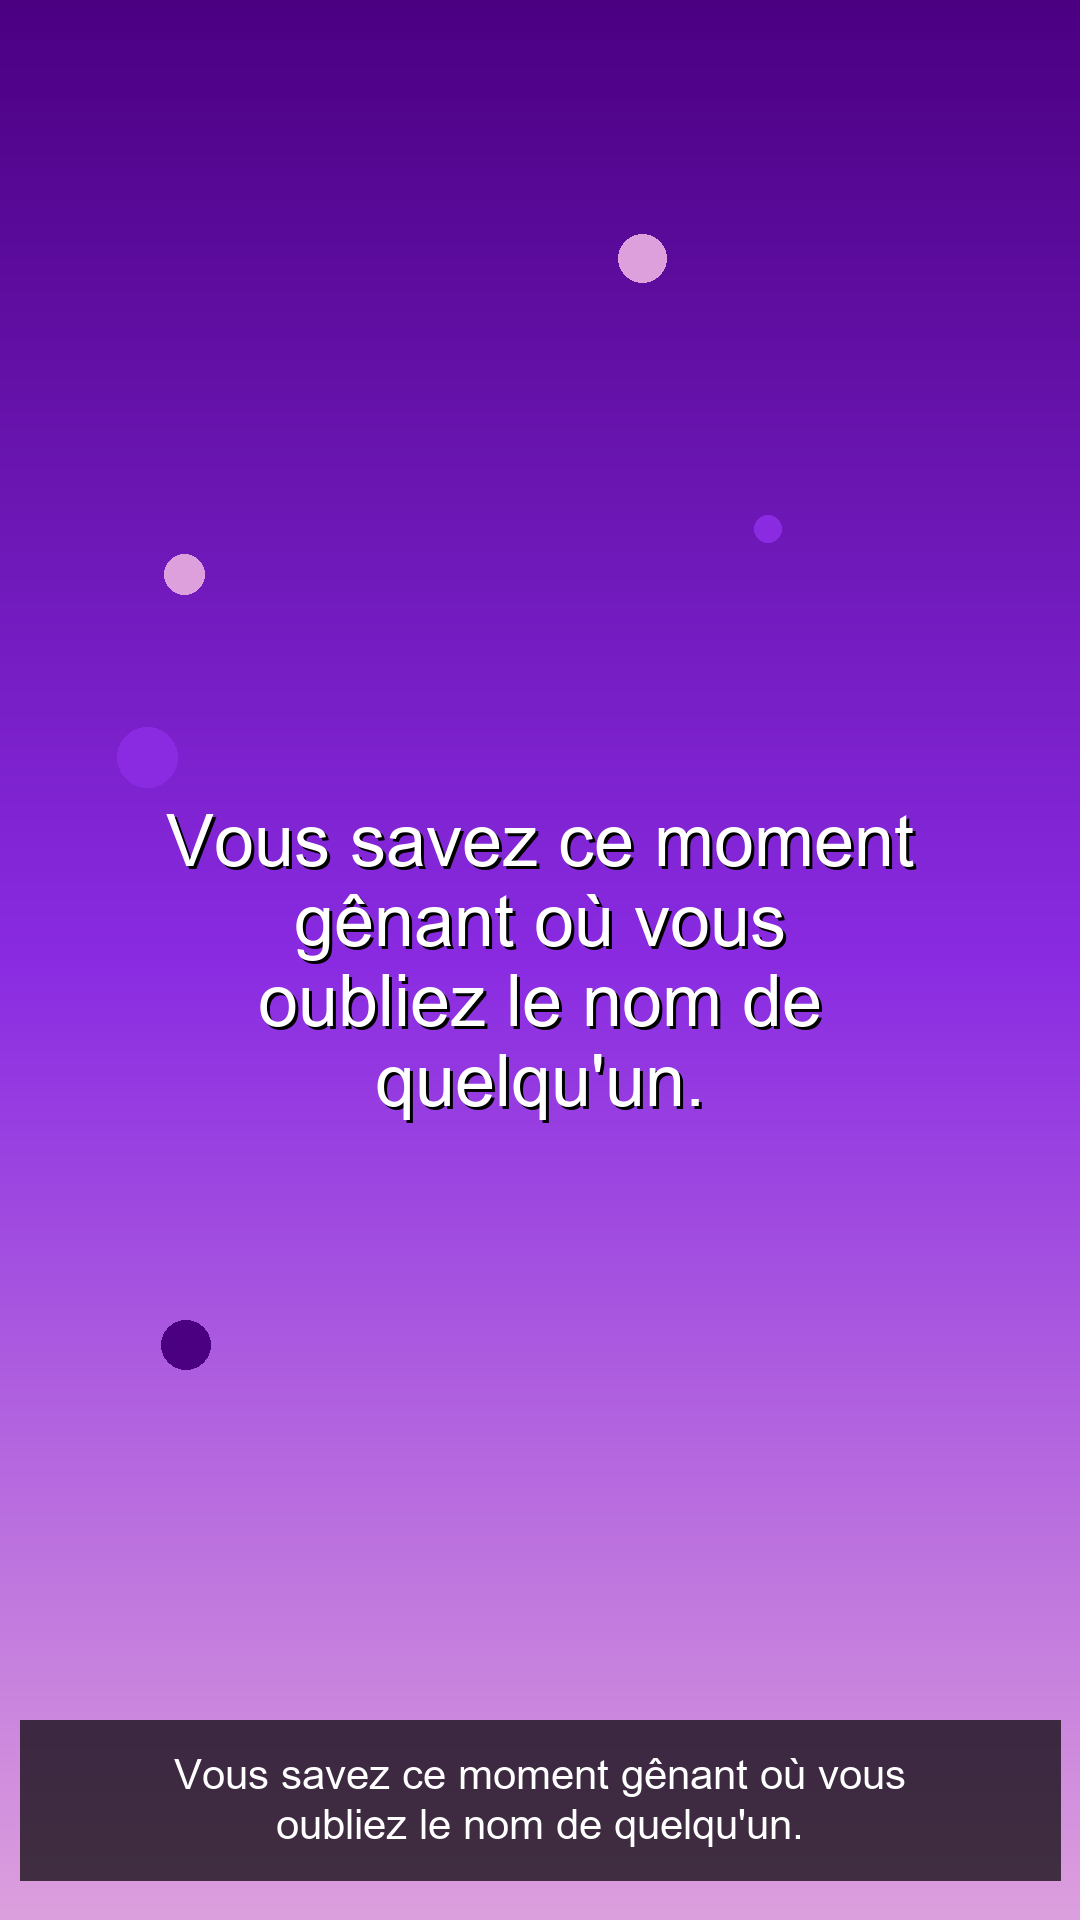 Vous savez ce moment
gênant où vous
oubliez le nom de
quelqu'un.
Vous savez ce moment gênant où vous
oubliez le nom de quelqu'un.